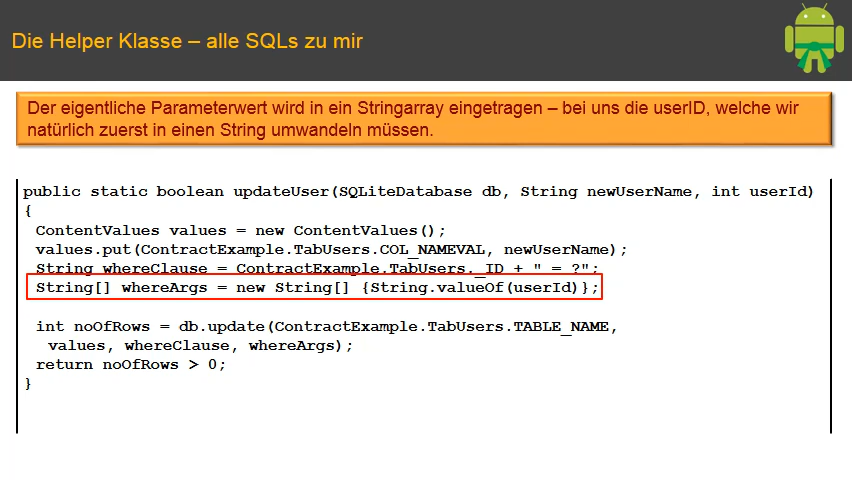 Die Helper Klasse – alle SQLs zu mir
Der eigentliche Parameterwert wird in ein Stringarray eingetragen – bei uns die userID, welche wir
natürlich zuerst in einen String umwandeln müssen.
public static boolean updateUser(SQLiteDatabase db, String newUserName, int userId)
{
ContentValues values = new ContentValues();
values.put(ContractExample.TabUsers.COL_NAMEVAL, newUserName);
String whereClause = ContractExample.TabUsers._ID + " = ?";
String[] whereArgs = new String[] {String.valueOf(userId)};
int noOfRows = db.update(ContractExample.TabUsers.TABLE_NAME,
values, whereClause, whereArgs);
return noOfRows > 0;
}